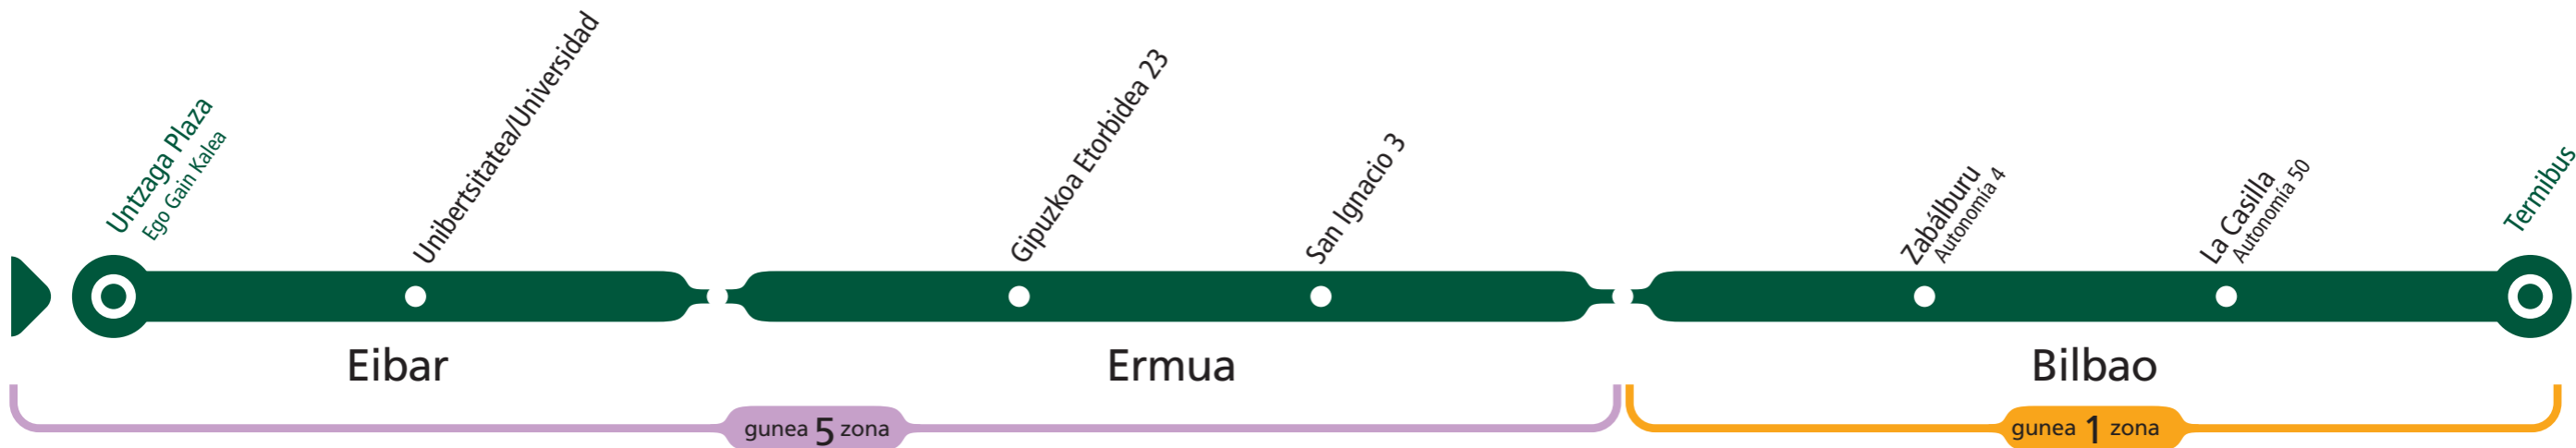 Untzaga Plaza
Ego Gain Kalea
Unibertsitatea/Universidad
Gipuzkoa Etorbidea 23
San Ignacio 3
Zabálburu
Autonomía 4
La Casilla
Autonomía 50
Termibus
Eibar
Ermua
Bilbao
gunea 5 zona
gunea 1 zona